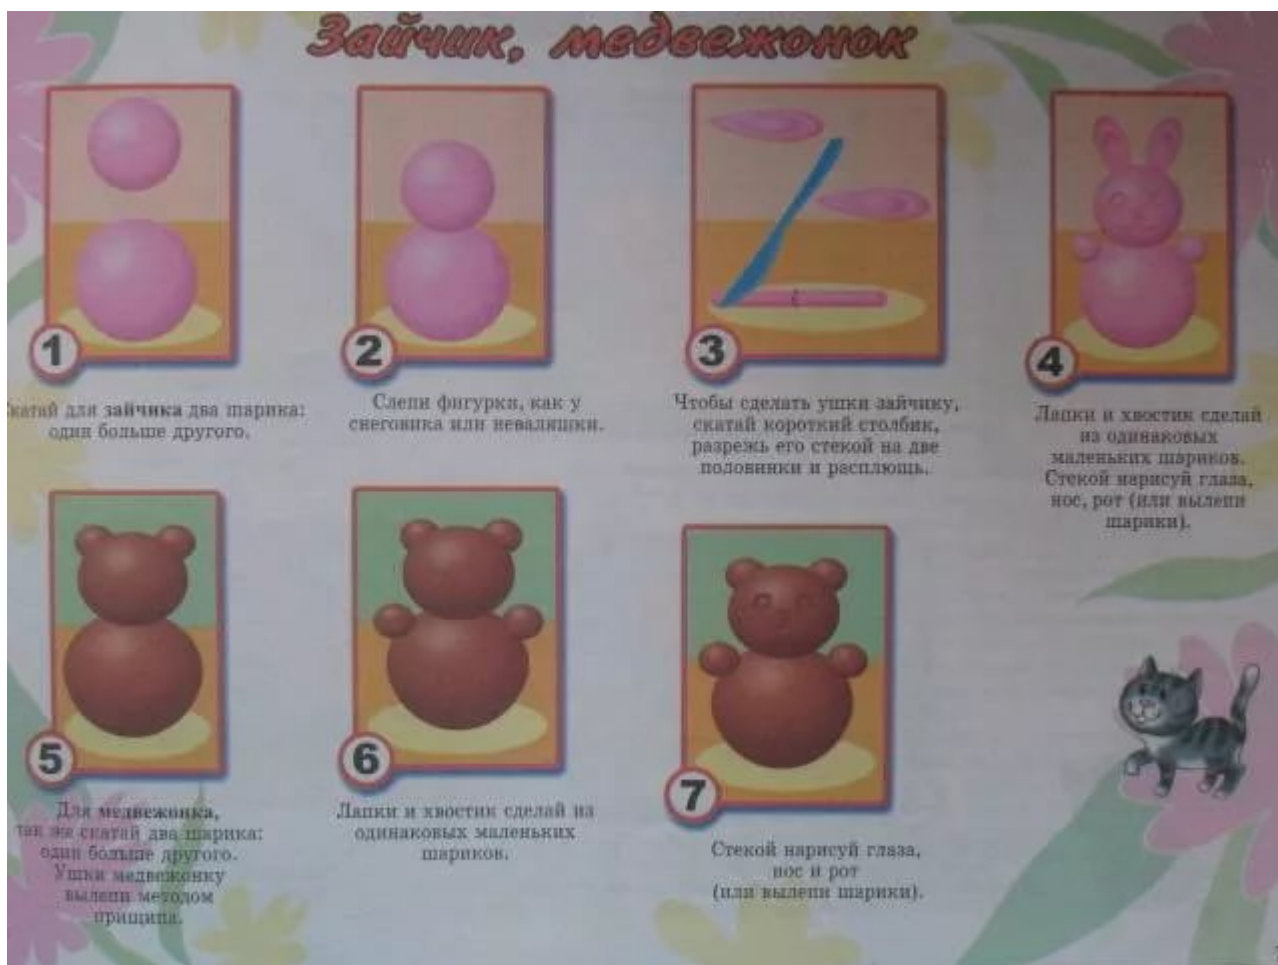 Зайчик, медвежонок
1
Скатай для зайчика два шарика:
один больше другого.
2
Слепи фигурки, как у
снеговика или неваляшки.
3
Чтобы сделать ушки зайчику,
скатай короткий столбик,
разрежь его стекой на две
половинки и расплющь.
4
Лапки и хвостик сделай
из одинаковых
маленьких шариков.
Стекой нарисуй глаза,
нос, рот (или вылепи
шарики).
5
Для медвежонка,
так же скатай два шарика:
один больше другого.
Ушки медвежонку
вылепи методом
прищипа.
6
Лапки и хвостик сделай из
одинаковых маленьких
шариков.
7
Стекой нарисуй глаза,
нос и рот
(или вылепи шарики).